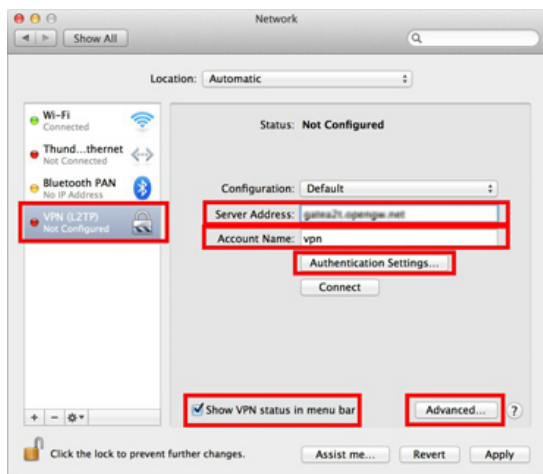 Network
Show All
Location: Automatic
Wi-Fi
Connected
Thund...thernet
Not Connected
Bluetooth PAN
No IP Address
VPN (L2TP)
Not Configured
Status: Not Configured
Configuration: Default
Server Address:
Account Name: vpn
Authentication Settings...
Connect
Show VPN status in menu bar
Advanced...
?
Click the lock to prevent further changes.
Assist me...
Revert
Apply